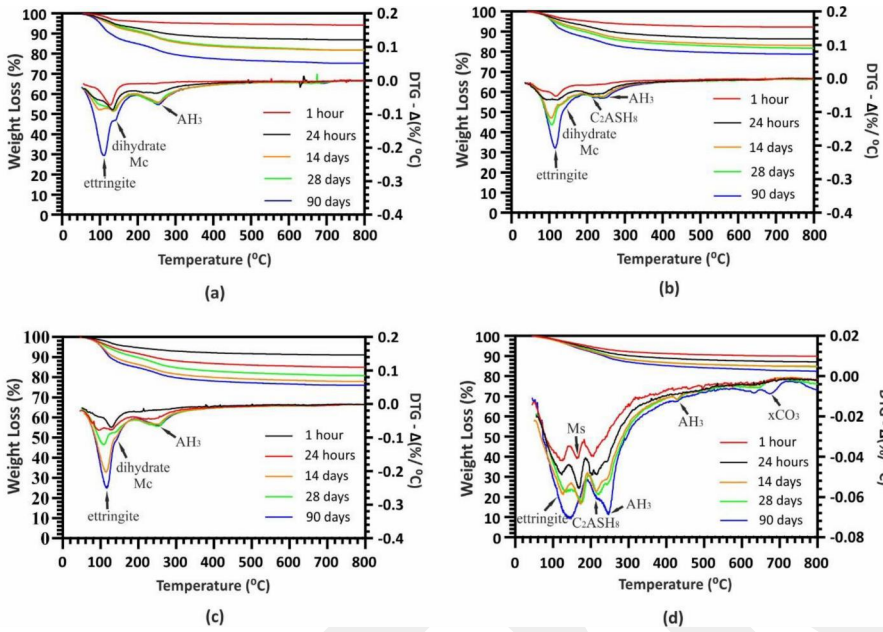 100
90
80
70
60
50
40
30
20
10
0
Weight Loss (%)
0.2
0.1
0.0
-0.1
-0.2
-0.3
-0.4
DTG - Δ(%/°C)
AH₃
dihydrate
Mc
ettringite
1 hour
24 hours
14 days
28 days
90 days
0 100 200 300 400 500 600 700 800
Temperature (⁰C)
(a)
100
90
80
70
60
50
40
30
20
10
0
Weight Loss (%)
0.2
0.1
0.0
-0.1
-0.2
-0.3
-0.4
DTG - Δ(%/°C)
AH₃
C₂ASH₈
dihydrate
Mc
ettringite
1 hour
24 hours
14 days
28 days
90 days
0 100 200 300 400 500 600 700 800
Temperature (⁰C)
(b)
100
90
80
70
60
50
40
30
20
10
0
Weight Loss (%)
0.2
0.1
0.0
-0.1
-0.2
-0.3
-0.4
DTG - Δ(%/°C)
AH₃
dihydrate
Mc
ettringite
1 hour
24 hours
14 days
28 days
90 days
0 100 200 300 400 500 600 700 800
Temperature (⁰C)
(c)
100
90
80
70
60
50
40
30
20
10
0
Weight Loss (%)
0.02
0.00
-0.02
-0.04
-0.06
-0.08
DTG - Δ(%/°C)
AH₃
xCO₃
Ms
ettringite
C₂ASH₈
AH₃
1 hour
24 hours
14 days
28 days
90 days
0 100 200 300 400 500 600 700 800
Temperature (⁰C)
(d)